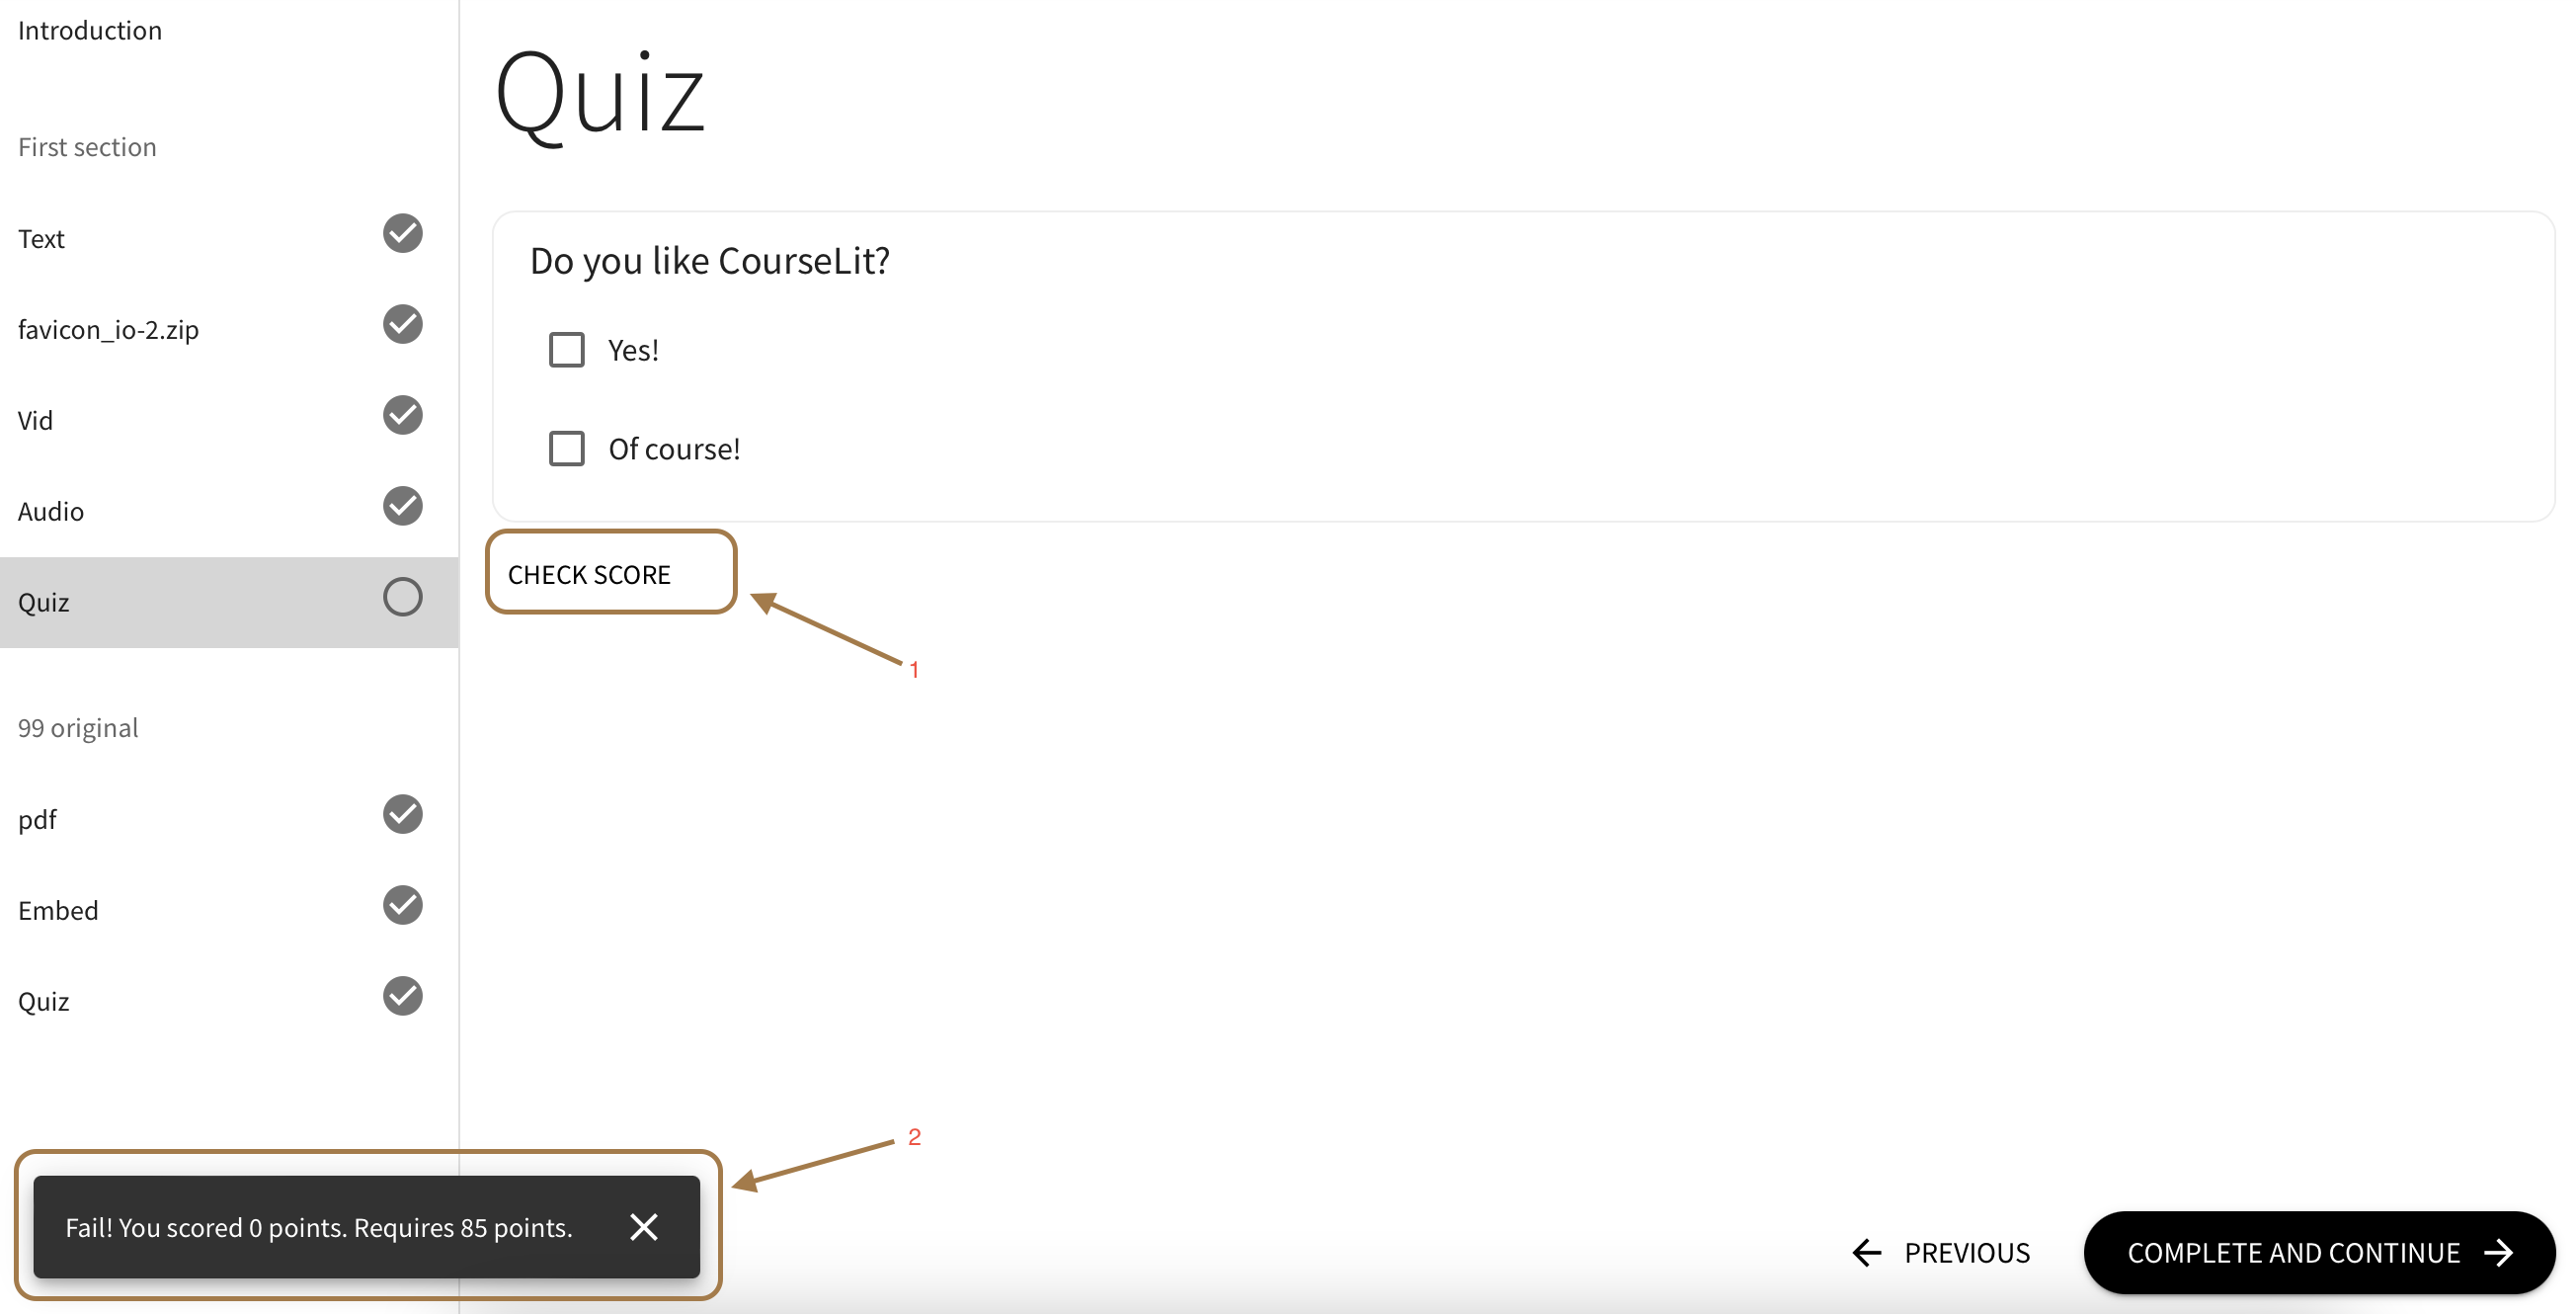 Introduction
First section
Text
favicon_io-2.zip
Vid
Audio
Quiz
99 original
pdf
Embed
Quiz
Quiz
Do you like CourseLit?
Yes!
Of course!
CHECK SCORE
1
2
Fail! You scored 0 points. Requires 85 points.
PREVIOUS
COMPLETE AND CONTINUE